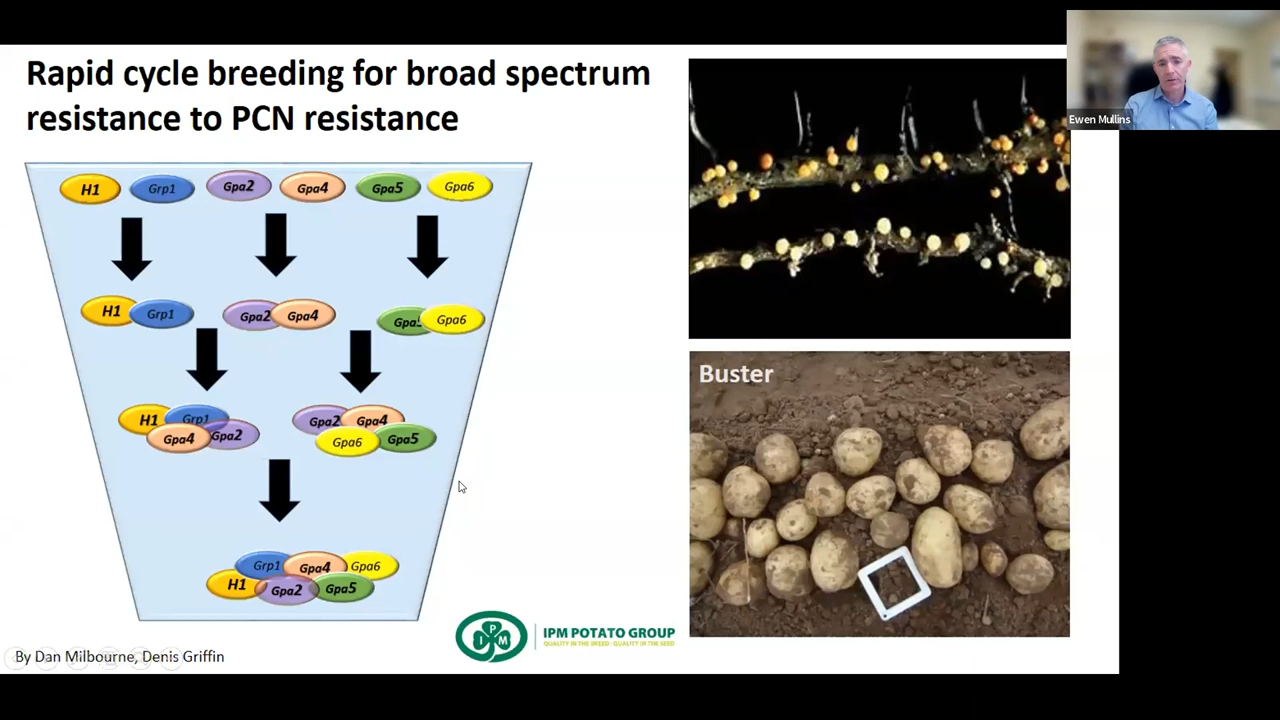 Rapid cycle breeding for broad spectrum
resistance to PCN resistance
Ewen Mullins
H1 Grp1 Gpa2 Gpa4 Gpa5 Gpa6
H1 Grp1 Gpa2 Gpa4 Gpa5 Gpa6
H1 Grp1 Gpa2 Gpa4
Gpa4 Gpa2 Gpa6 Gpa5
Grp1 Gpa4 Gpa6
H1 Gpa2 Gpa5
Buster
IPM
IPM POTATO GROUP
QUALITY IN THE BREED : QUALITY IN THE SEED
By Dan Milbourne, Denis Griffin